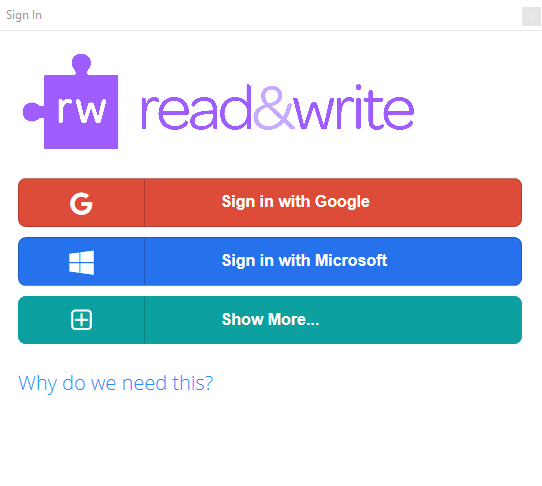 Sign In
rw read&write
Sign in with Google
Sign in with Microsoft
Show More...
Why do we need this?